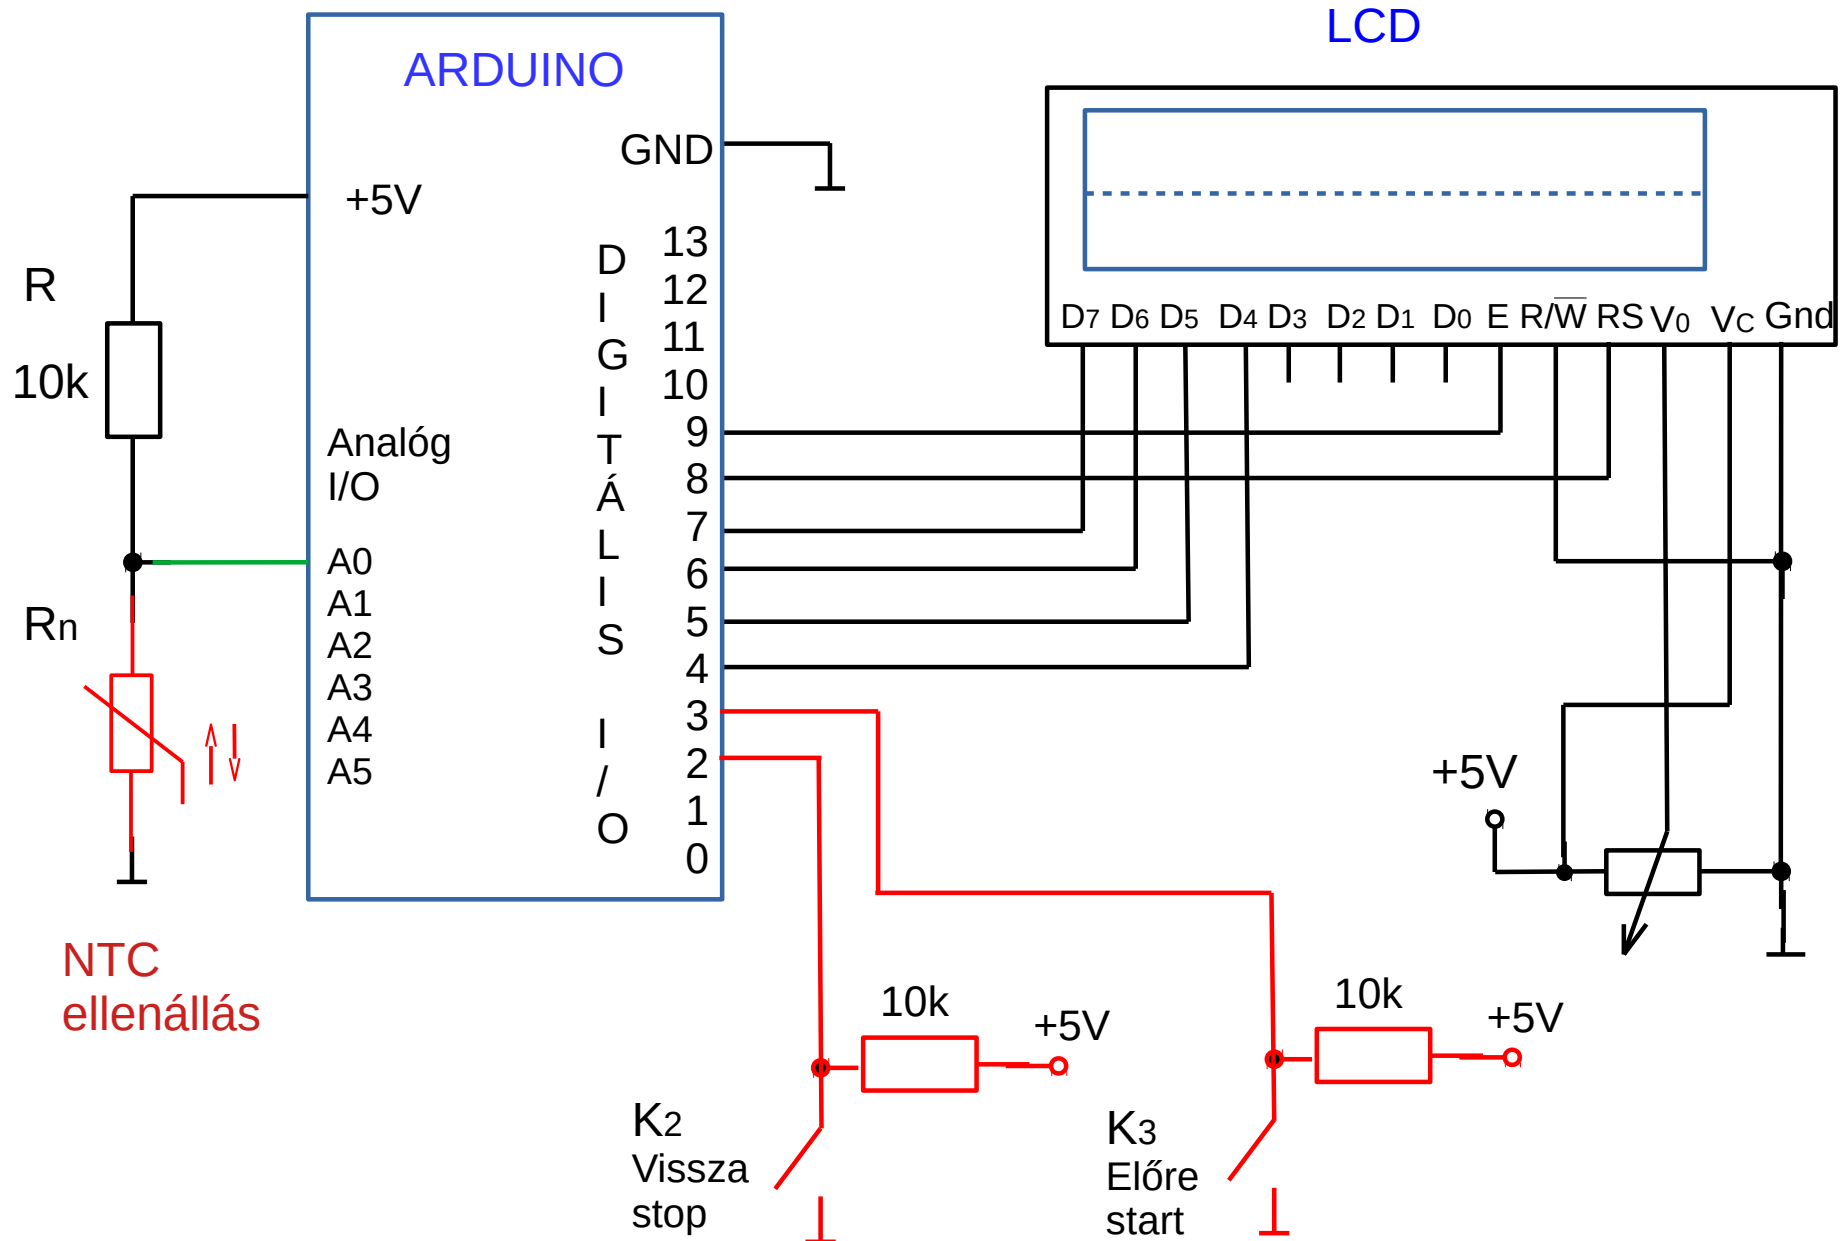 LCD
ARDUINO
GND
+5V
R
10k
Analóg
I/O
A0
A1
A2
A3
A4
A5
Rn
NTC
ellenállás
DIGITÁLIS I/O
13
12
11
10
9
8
7
6
5
4
3
2
1
0
D7 D6 D5 D4 D3 D2 D1 D0 E R/W̅ RS V0 VC Gnd
+5V
10k
+5V
K2
Vissza
stop
10k
+5V
K3
Előre
start